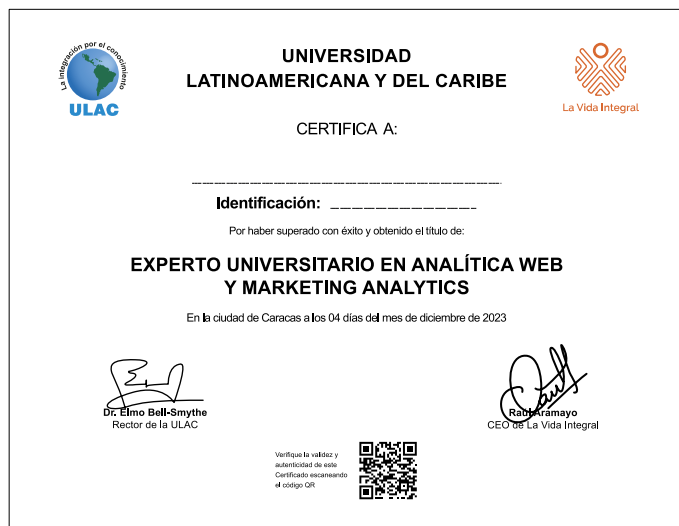 La integración por el conocimiento
ULAC
UNIVERSIDAD
LATINOAMERICANA Y DEL CARIBE
La Vida Integral
CERTIFICA A:
Identificación:
Por haber superado con éxito y obtenido el título de:
EXPERTO UNIVERSITARIO EN ANALÍTICA WEB
Y MARKETING ANALYTICS
En la ciudad de Caracas a los 04 días del mes de diciembre de 2023
Dr. Elmo Bell-Smythe
Rector de la ULAC
Raúl Aramayo
CEO de La Vida Integral
Verifique la validez y
autenticidad de este
Certificado escaneando
el código QR